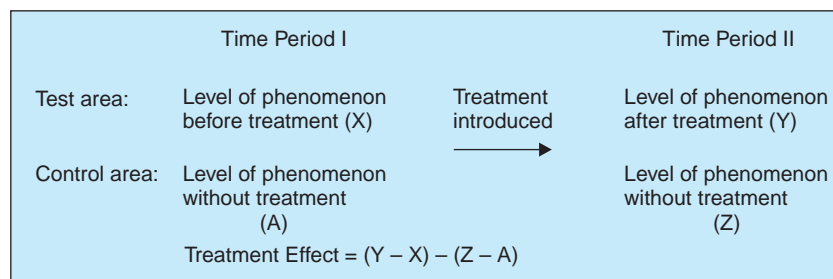 Time Period I Time Period II
Test area: Level of phenomenon Treatment Level of phenomenon
before treatment (X) introduced after treatment (Y)
Control area: Level of phenomenon Level of phenomenon
without treatment without treatment
(A) (Z)
Treatment Effect = (Y – X) – (Z – A)